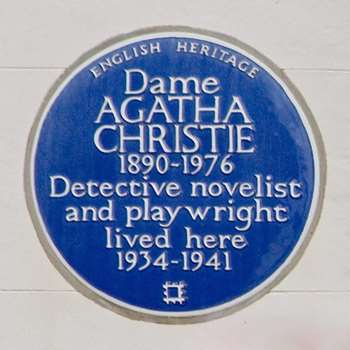 ENGLISH HERITAGE
Dame
AGATHA
CHRISTIE
1890-1976
Detective novelist
and playwright
lived here
1934-1941